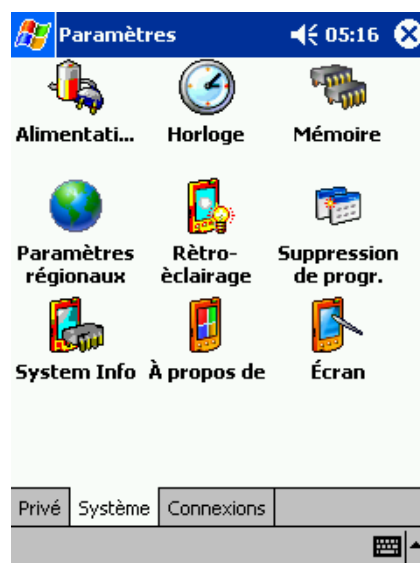 Paramètres 05:16
Alimentati... Horloge Mémoire
Paramètres régionaux Rètro-èclairage Suppression de progr.
System Info À propos de Écran
Privé Système Connexions